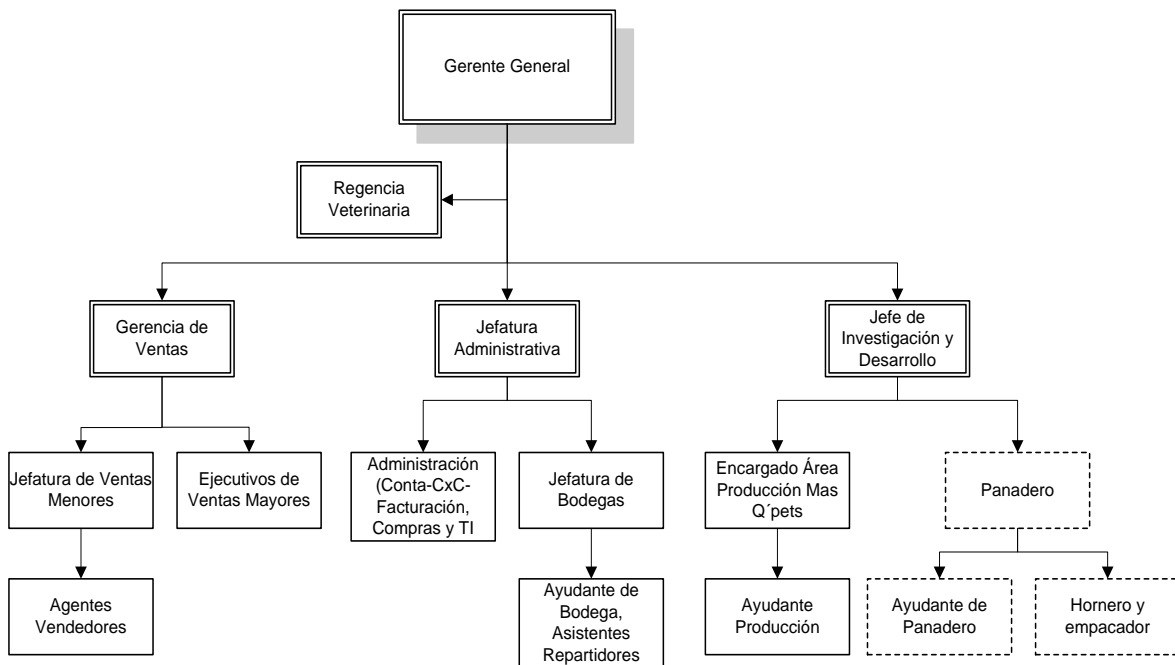 Gerente General
Regencia
Veterinaria
Gerencia de
Ventas
Jefatura
Administrativa
Jefe de
Investigación y
Desarrollo
Jefatura de Ventas
Menores
Ejecutivos de
Ventas Mayores
Administración
(Conta-CxC-
Facturación,
Compras y TI
Jefatura de
Bodegas
Encargado Área
Producción Mas
Q´pets
Panadero
Agentes
Vendedores
Ayudante de
Bodega,
Asistentes
Repartidores
Ayudante
Producción
Ayudante de
Panadero
Hornero y
empacador